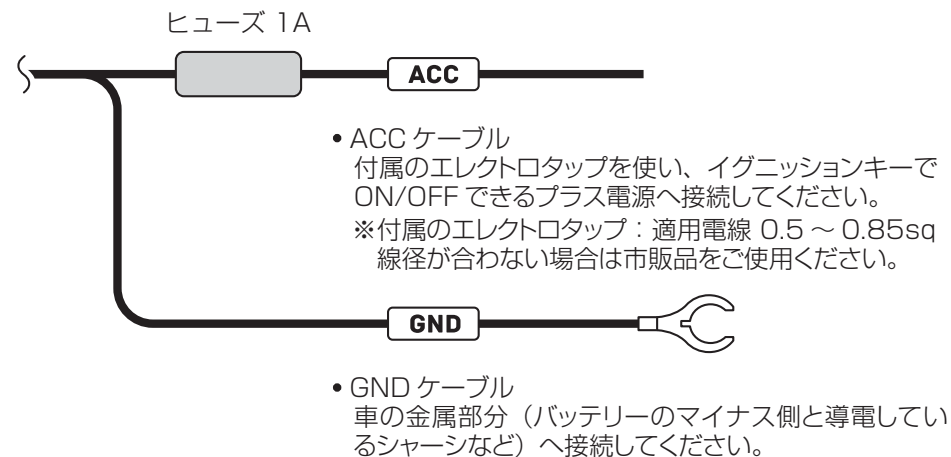 ヒューズ 1A
ACC
• ACC ケーブル
付属のエレクトロタップを使い、イグニッションキーで
ON/OFF できるプラス電源へ接続してください。
※付属のエレクトロタップ：適用電線 0.5 ～ 0.85sq
線径が合わない場合は市販品をご使用ください。
GND
• GND ケーブル
車の金属部分（バッテリーのマイナス側と導電してい
るシャーシなど）へ接続してください。